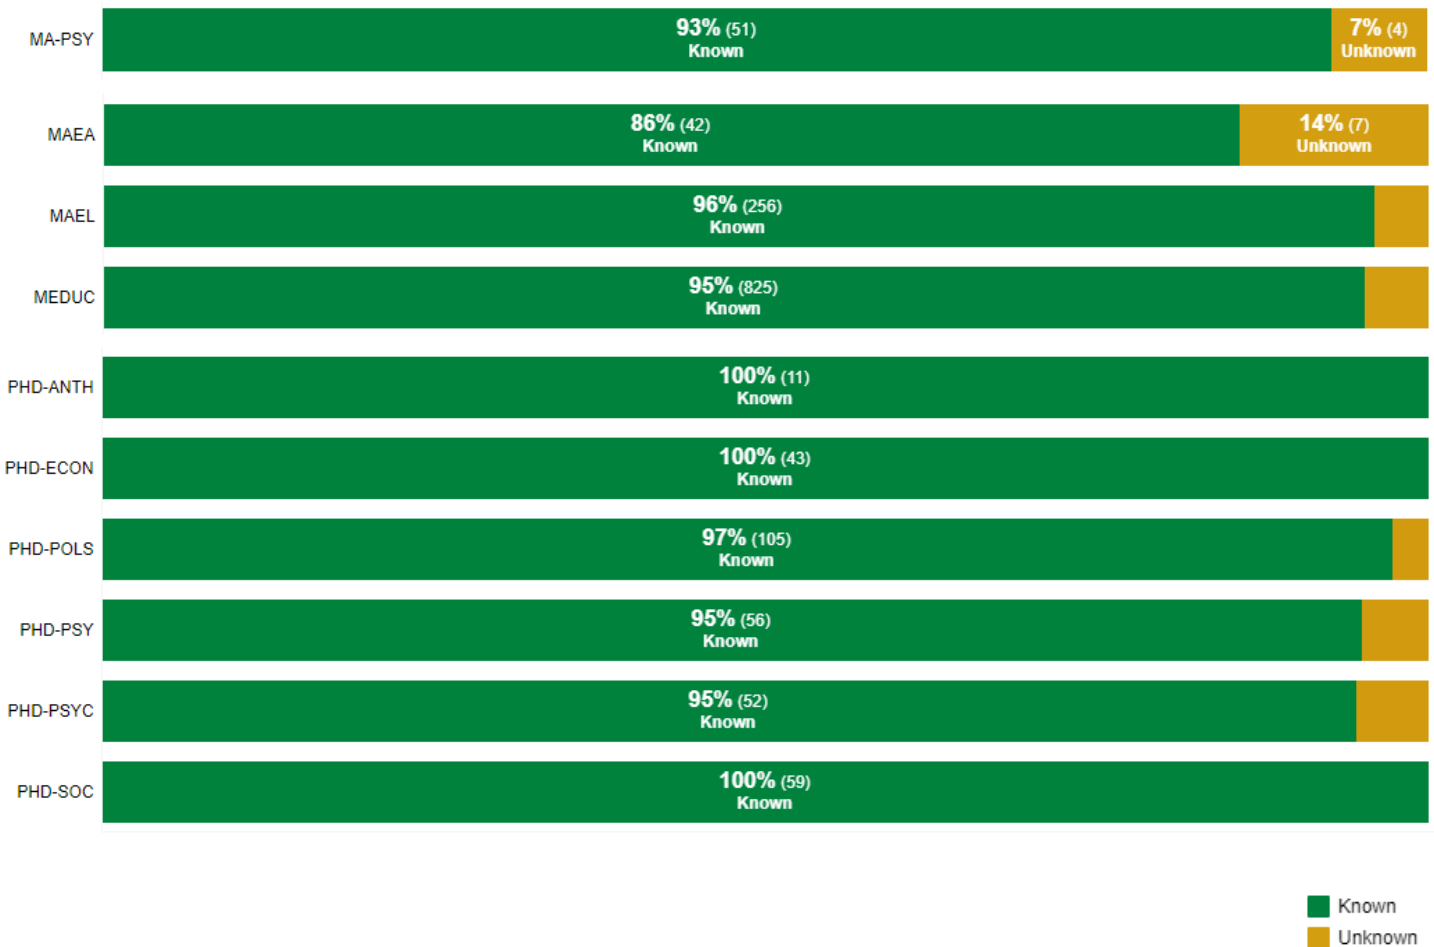 MA-PSY
93% (51)
Known
7% (4)
Unknown
MAEA
86% (42)
Known
14% (7)
Unknown
MAEL
96% (256)
Known
MEDUC
95% (825)
Known
PHD-ANTH
100% (11)
Known
PHD-ECON
100% (43)
Known
PHD-POLS
97% (105)
Known
PHD-PSY
95% (56)
Known
PHD-PSYC
95% (52)
Known
PHD-SOC
100% (59)
Known
Known
Unknown